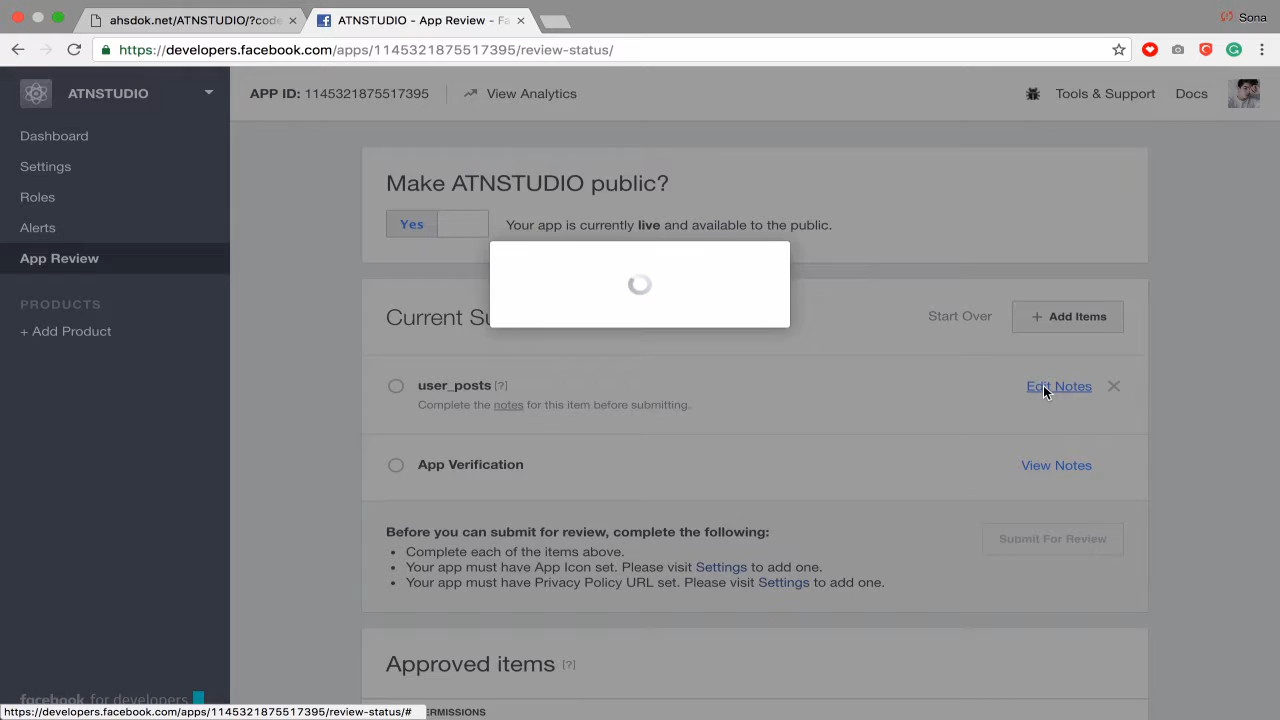 ahsdok.net/ATNSTUDIO/?code
ATNSTUDIO - App Review - Fa
Sona
https://developers.facebook.com/apps/1145321875517395/review-status/
ATNSTUDIO
APP ID: 1145321875517395
View Analytics
Tools & Support
Docs
Dashboard
Settings
Roles
Alerts
App Review
PRODUCTS
+ Add Product
Make ATNSTUDIO public?
Yes
Your app is currently live and available to the public.
Current Su
Start Over
+ Add Items
user_posts [?]
Edit Notes
Complete the notes for this item before submitting.
App Verification
View Notes
Before you can submit for review, complete the following:
Submit For Review
• Complete each of the items above.
• Your app must have App Icon set. Please visit Settings to add one.
• Your app must have Privacy Policy URL set. Please visit Settings to add one.
Approved items [?]
facebook for developers
https://developers.facebook.com/apps/1145321875517395/review-status/#
ERMISSIONS